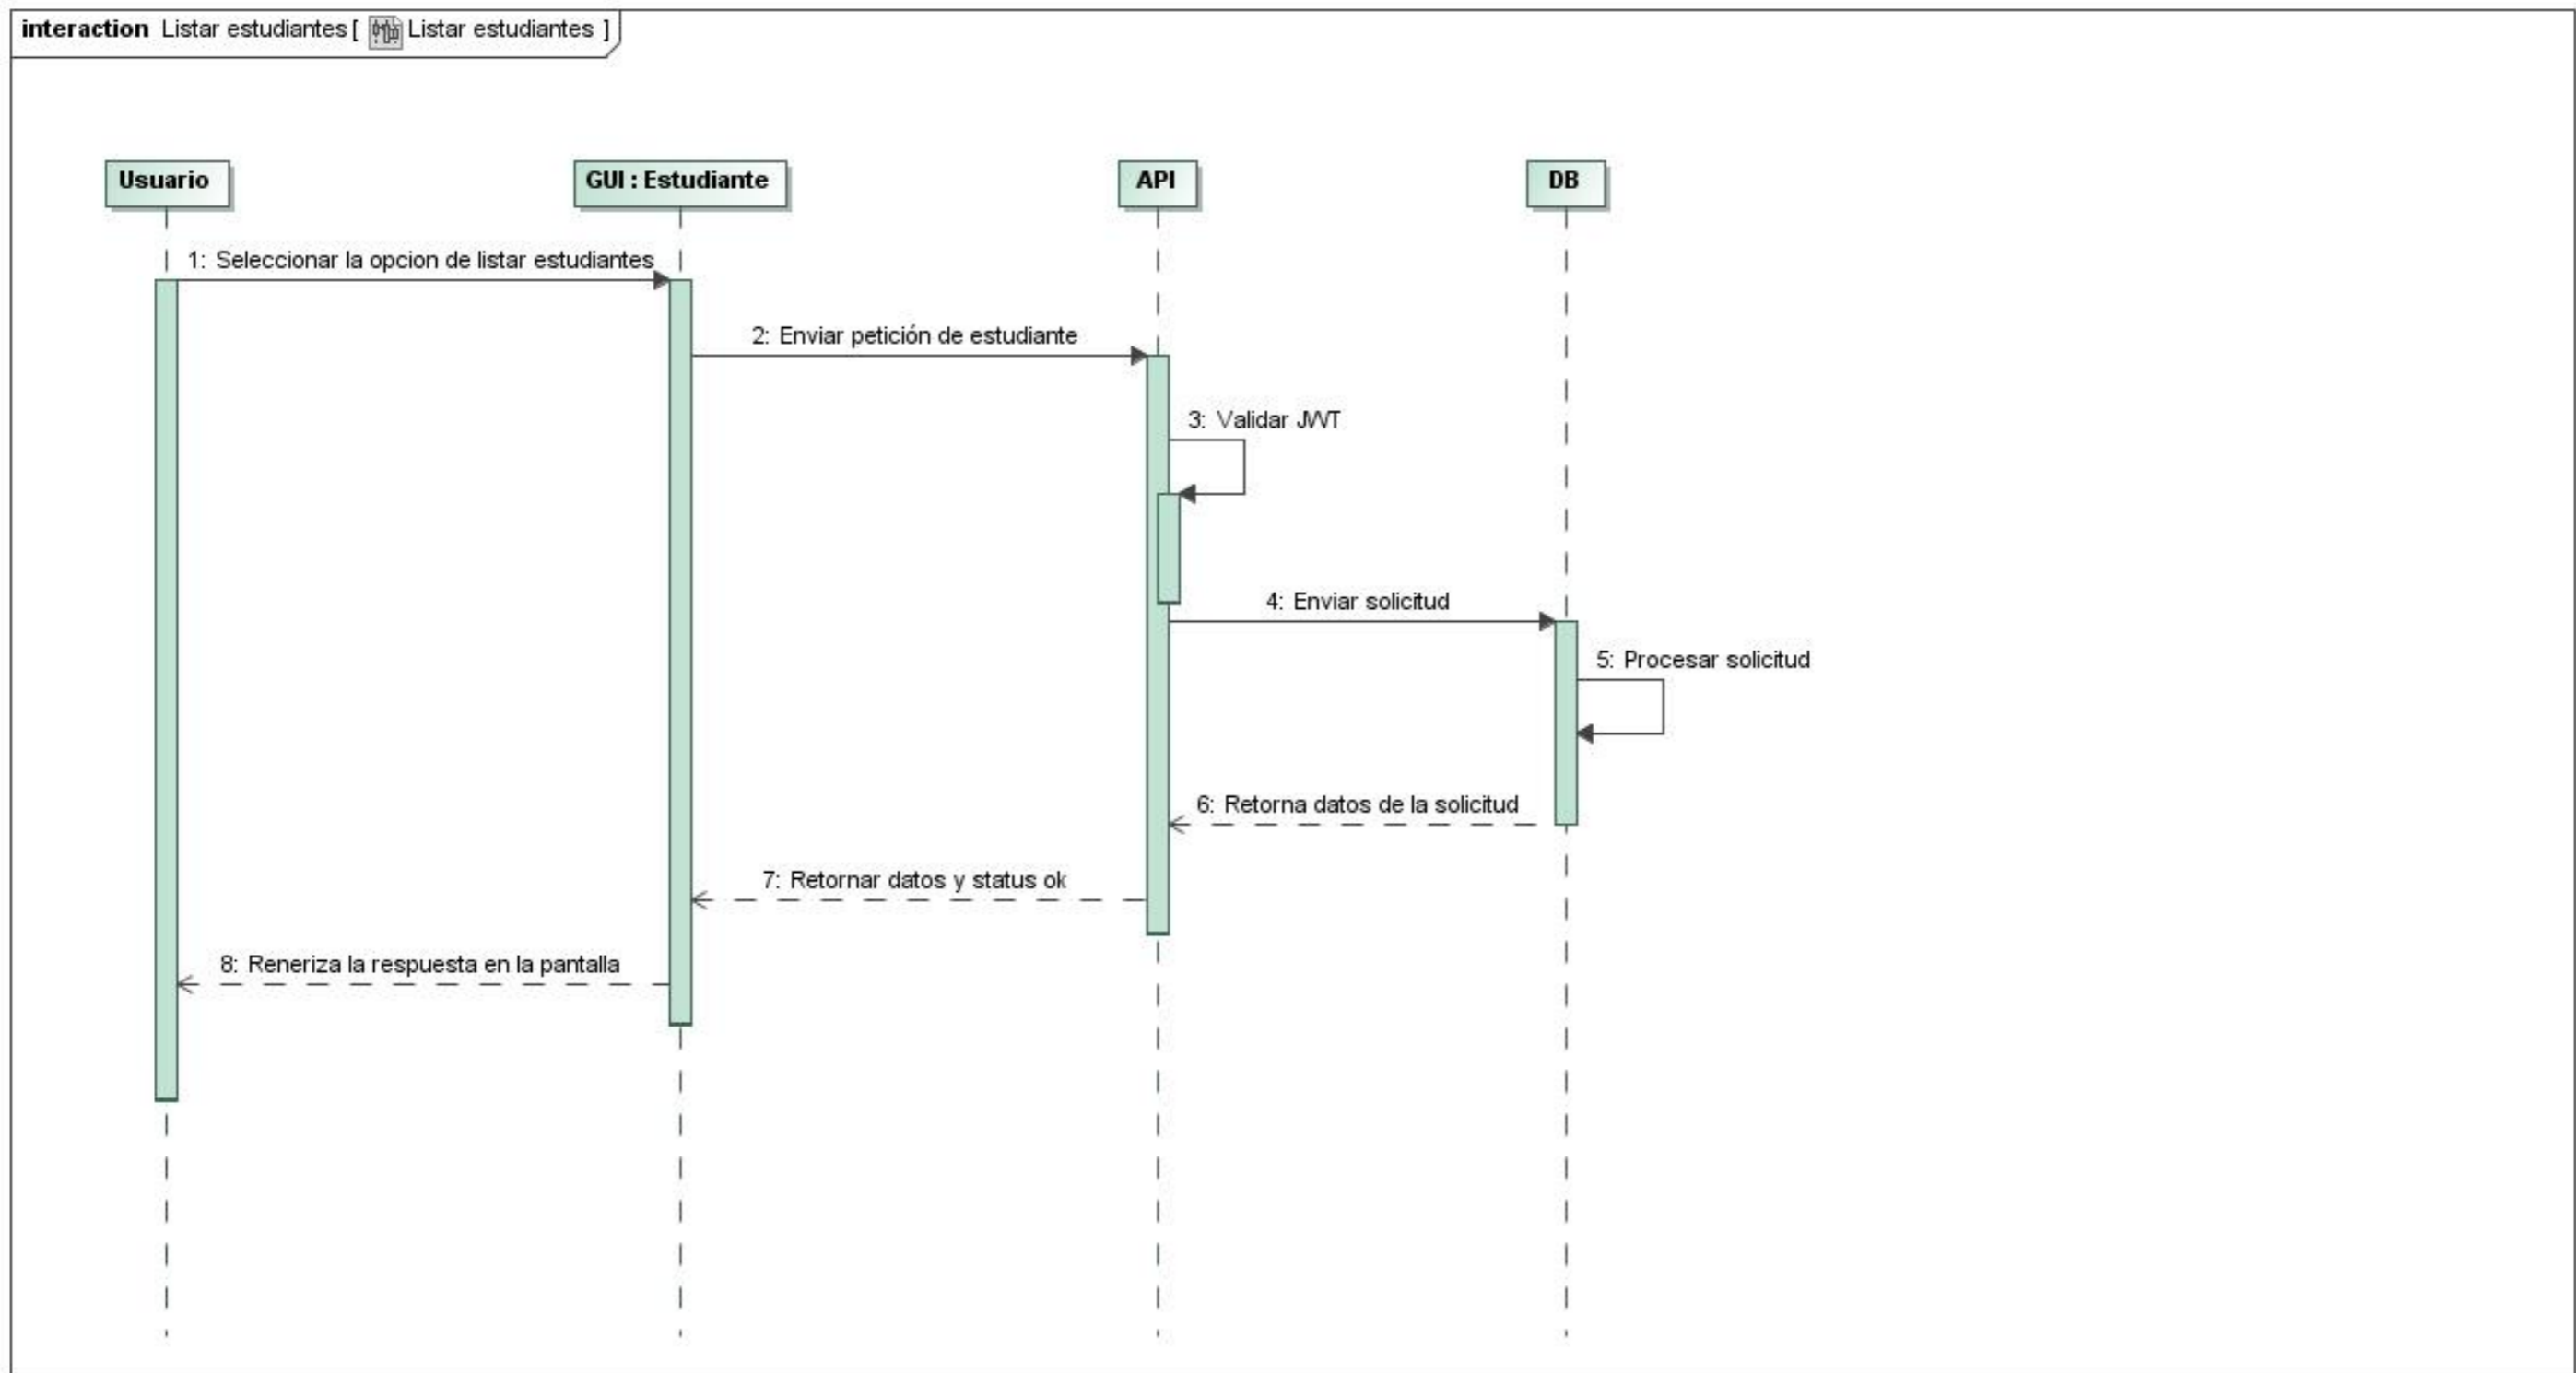 interaction Listar estudiantes [ Listar estudiantes ]
Usuario
GUI : Estudiante
API
DB
1: Seleccionar la opcion de listar estudiantes
2: Enviar petición de estudiante
3: Validar JWT
4: Enviar solicitud
5: Procesar solicitud
6: Retorna datos de la solicitud
7: Retornar datos y status ok
8: Reneriza la respuesta en la pantalla